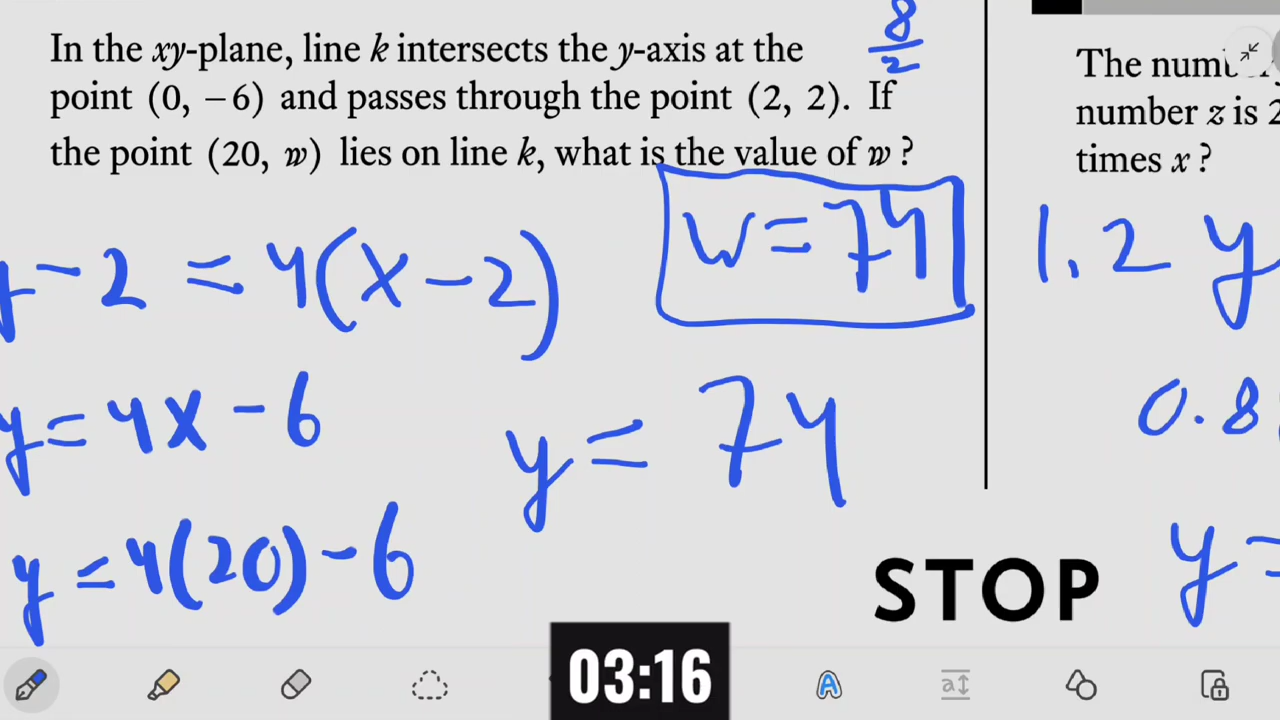 In the xy-plane, line k intersects the y-axis at the
point (0, −6) and passes through the point (2, 2). If
the point (20, w) lies on line k, what is the value of w ?
8
2
y − 2 = 4(x − 2)
w = 74
y = 4x − 6
y = 74
y = 4(20) − 6
The
number z is
times x ?
1.2 y
0.8
y =
STOP
03:16
A
a